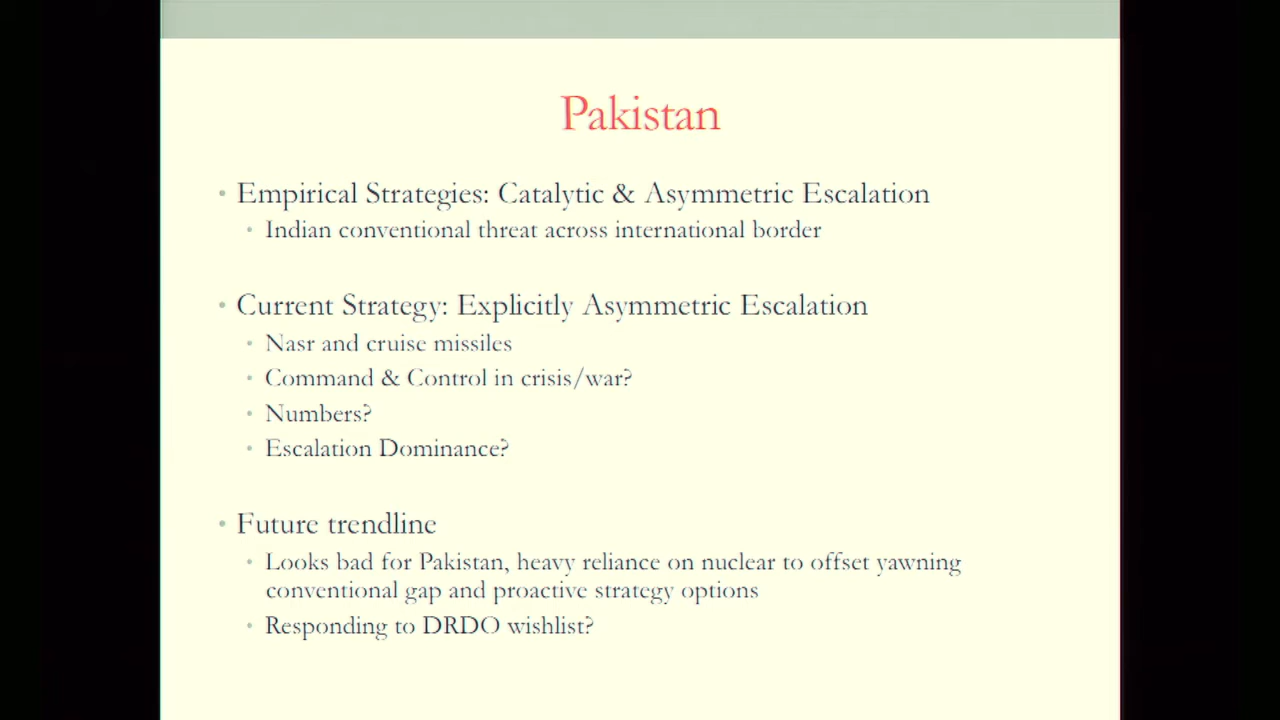 Pakistan
• Empirical Strategies: Catalytic & Asymmetric Escalation
• Indian conventional threat across international border
• Current Strategy: Explicitly Asymmetric Escalation
• Nasr and cruise missiles
• Command & Control in crisis/war?
• Numbers?
• Escalation Dominance?
• Future trendline
• Looks bad for Pakistan, heavy reliance on nuclear to offset yawning
conventional gap and proactive strategy options
• Responding to DRDO wishlist?